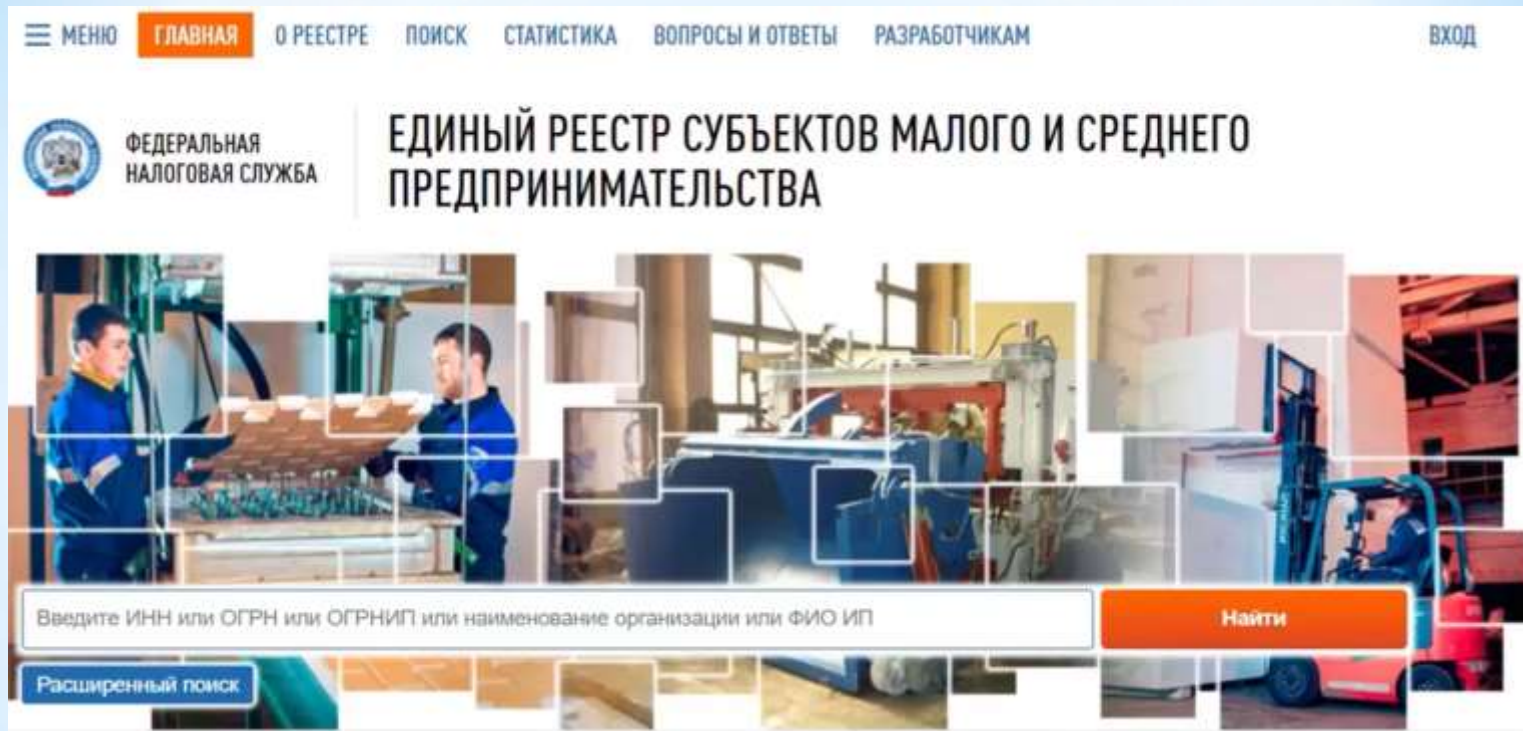 МЕНЮ ГЛАВНАЯ О РЕЕСТРЕ ПОИСК СТАТИСТИКА ВОПРОСЫ И ОТВЕТЫ РАЗРАБОТЧИКАМ ВХОД
ФЕДЕРАЛЬНАЯ
НАЛОГОВАЯ СЛУЖБА
ЕДИНЫЙ РЕЕСТР СУБЪЕКТОВ МАЛОГО И СРЕДНЕГО
ПРЕДПРИНИМАТЕЛЬСТВА
Введите ИНН или ОГРН или ОГРНИП или наименование организации или ФИО ИП
Найти
Расширенный поиск